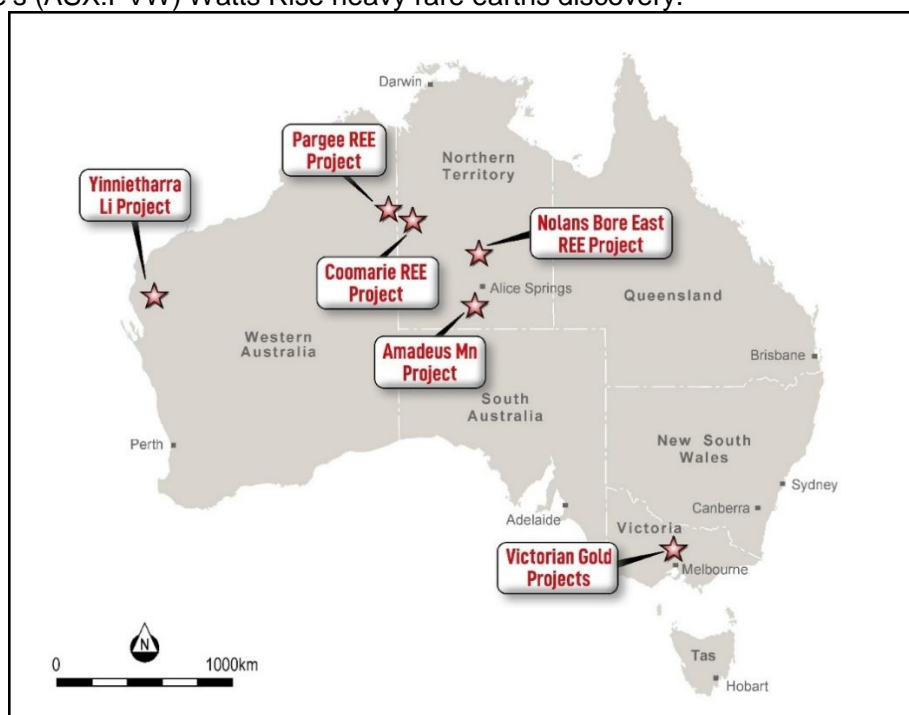 (ASX:PVW) Watts Rise heavy rare earths discovery.
Darwin
Pargee REE
Project
Northern
Territory
Yinnietharra
Li Project
Nolans Bore East
REE Project
Coomarie REE
Project
Alice Springs
Queensland
Western
Australia
Amadeus Mn
Project
Brisbane
South
Australia
Perth
New South
Wales
Sydney
Canberra
Adelaide
Victoria
Victorian Gold
Projects
Melbourne
N
0
1000km
Tas
Hobart